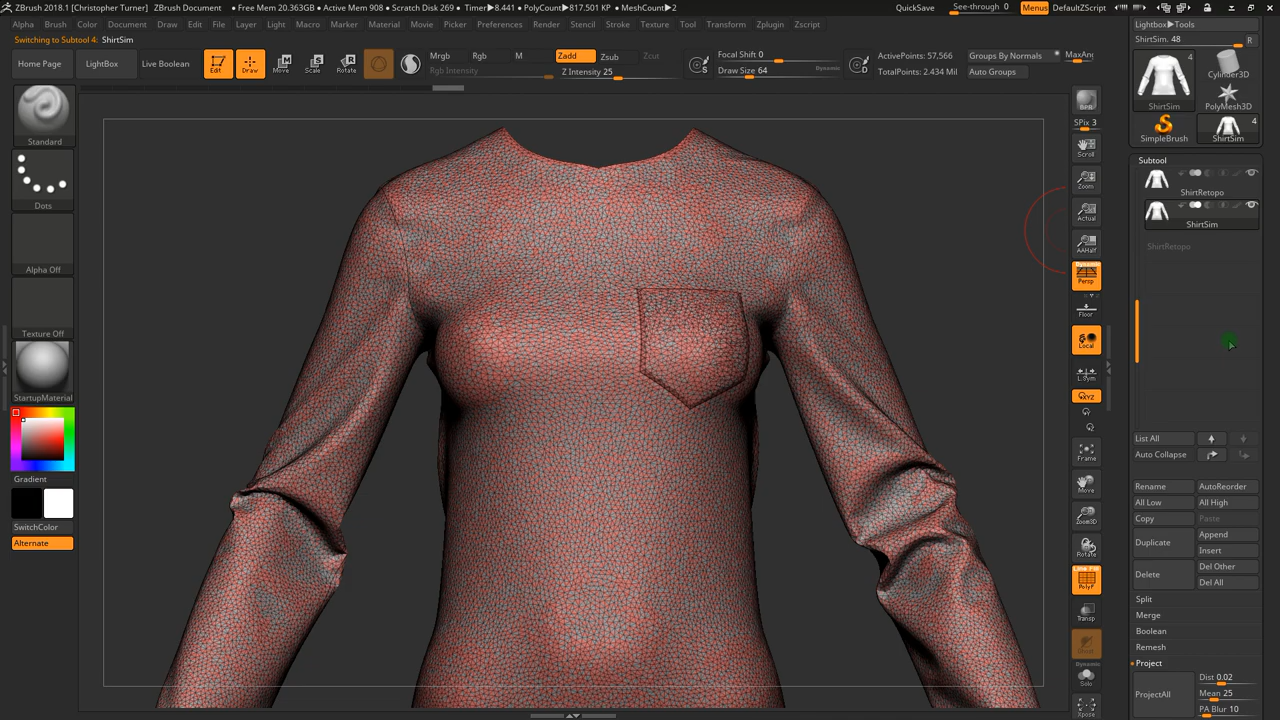 ZBrush 2018.1 [Christopher Turner] ZBrush Document • Free Mem 20.363GB • Active Mem 908 • Scratch Disk 269 • Timer▶8.441 • PolyCount▶817.501 KP • MeshCount▶2 QuickSave See-through 0 Menus DefaultZScript
Alpha Brush Color Document Draw Edit File Layer Light Macro Marker Material Movie Picker Preferences Render Stencil Stroke Texture Tool Transform Zplugin Zscript
Switching to Subtool 4: ShirtSim
Home Page LightBox Live Boolean Edit Draw Move Scale Rotate
Mrgb Rgb M Zadd Zsub Zcut
Rgb Intensity Z Intensity 25
Focal Shift 0
Draw Size 64 Dynamic
ActivePoints: 57,566
TotalPoints: 2.434 Mil
Groups By Normals
Auto Groups
MaxAng
Standard
Dots
Alpha Off
Texture Off
StartupMaterial
Gradient
SwitchColor
Alternate
BPR
SPix 3
Scroll
Zoom
Actual
AAHalf
Dynamic
Persp
Floor
Local
L.Sym
XYZ
Frame
Move
Zoom3D
Rotate
Line Fill
PolyF
Transp
Ghost
Dynamic
Solo
Xpose
Lightbox▶Tools
ShirtSim. 48 R
4
ShirtSim
Cylinder3D
PolyMesh3D
SimpleBrush
4
ShirtSim
Subtool
ShirtRetopo
ShirtSim
ShirtRetopo
List All
Auto Collapse
Rename AutoReorder
All Low All High
Copy Paste
Duplicate Append
Insert
Delete Del Other
Del All
Split
Merge
Boolean
Remesh
Project
ProjectAll Dist 0.02
Mean 25
PA Blur 10